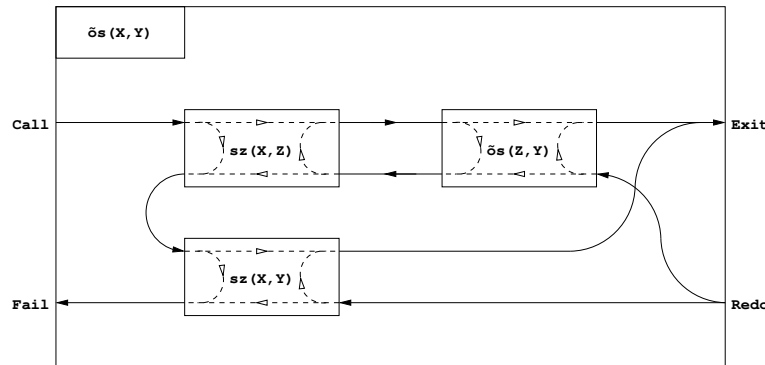 õs(X,Y)
Call
sz(X,Z)
õs(Z,Y)
Exit
sz(X,Y)
Fail
Redo